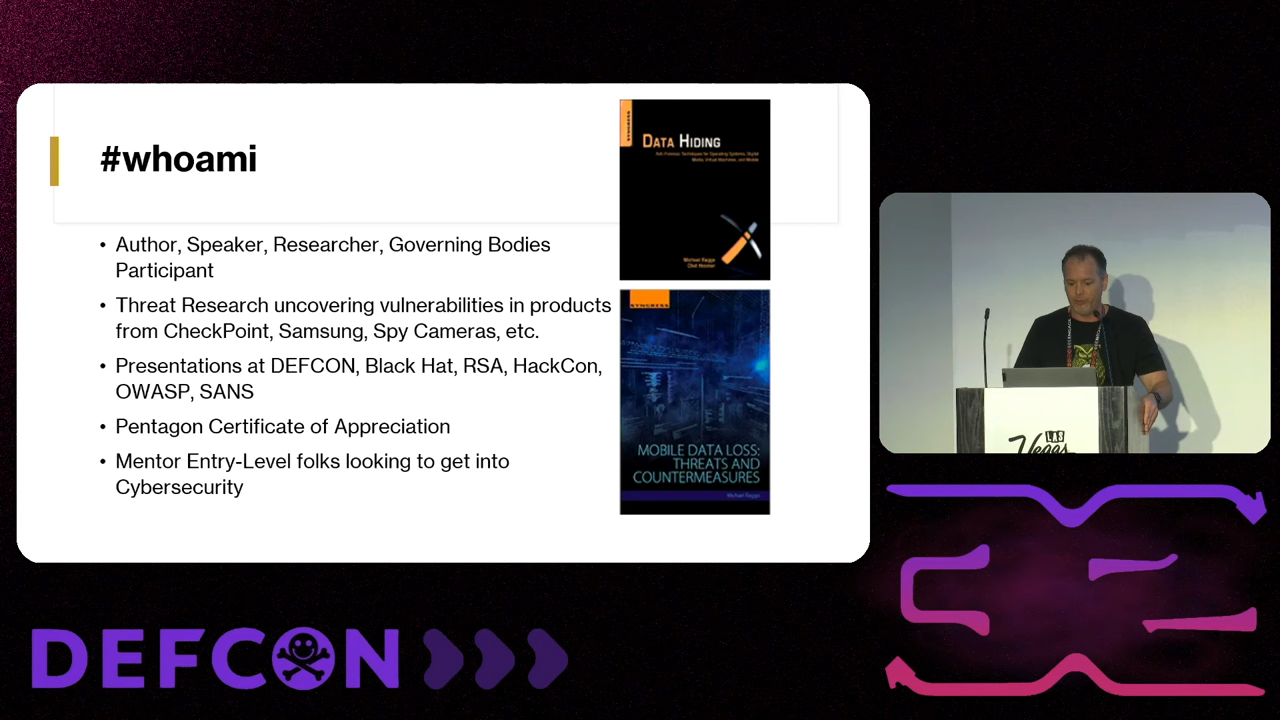 #whoami
• Author, Speaker, Researcher, Governing Bodies
Participant
• Threat Research uncovering vulnerabilities in products
from CheckPoint, Samsung, Spy Cameras, etc.
• Presentations at DEFCON, Black Hat, RSA, HackCon,
OWASP, SANS
• Pentagon Certificate of Appreciation
• Mentor Entry-Level folks looking to get into
Cybersecurity
SYNGRESS
DATA HIDING
Michael Raggo
Chet Hosmer
SYNGRESS
MOBILE DATA LOSS:
THREATS AND
COUNTERMEASURES
Michael Raggo
LAS
Vegas
DEFCON